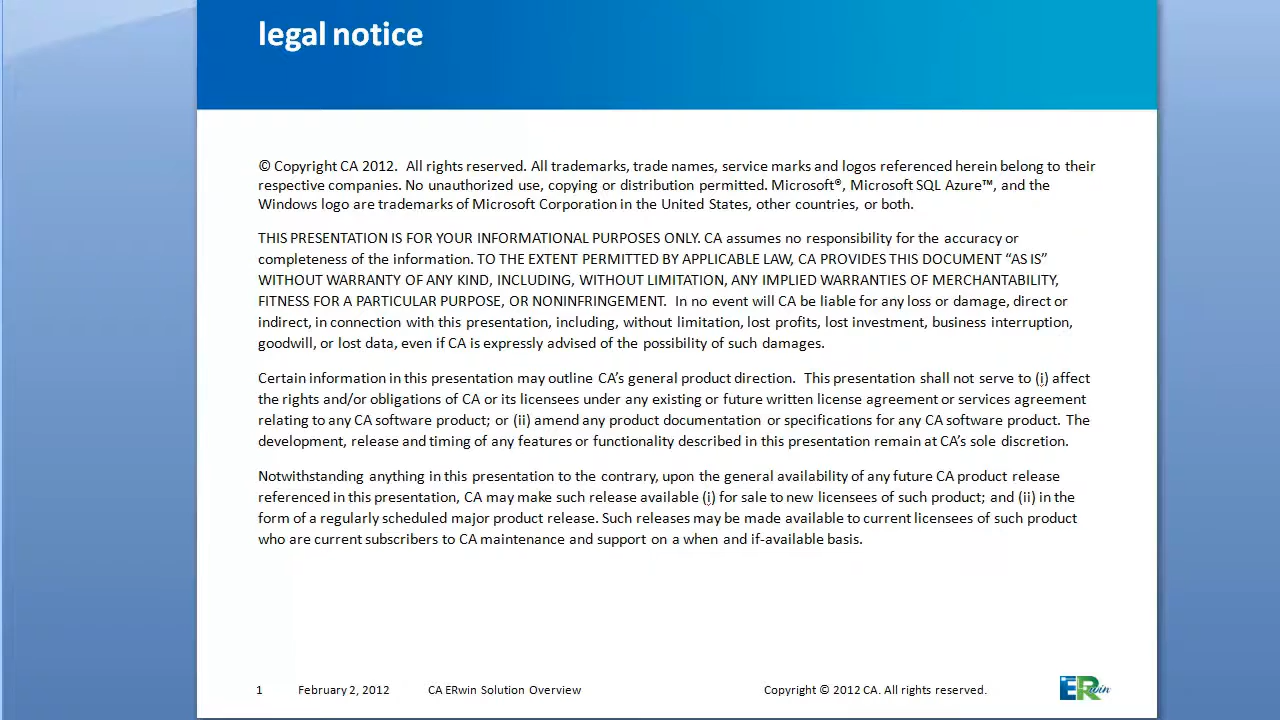 legal notice
© Copyright CA 2012.  All rights reserved. All trademarks, trade names, service marks and logos referenced herein belong to their
respective companies. No unauthorized use, copying or distribution permitted. Microsoft®, Microsoft SQL Azure™, and the
Windows logo are trademarks of Microsoft Corporation in the United States, other countries, or both.
THIS PRESENTATION IS FOR YOUR INFORMATIONAL PURPOSES ONLY. CA assumes no responsibility for the accuracy or
completeness of the information. TO THE EXTENT PERMITTED BY APPLICABLE LAW, CA PROVIDES THIS DOCUMENT “AS IS”
WITHOUT WARRANTY OF ANY KIND, INCLUDING, WITHOUT LIMITATION, ANY IMPLIED WARRANTIES OF MERCHANTABILITY,
FITNESS FOR A PARTICULAR PURPOSE, OR NONINFRINGEMENT.  In no event will CA be liable for any loss or damage, direct or
indirect, in connection with this presentation, including, without limitation, lost profits, lost investment, business interruption,
goodwill, or lost data, even if CA is expressly advised of the possibility of such damages.
Certain information in this presentation may outline CA’s general product direction.  This presentation shall not serve to (i) affect
the rights and/or obligations of CA or its licensees under any existing or future written license agreement or services agreement
relating to any CA software product; or (ii) amend any product documentation or specifications for any CA software product. The
development, release and timing of any features or functionality described in this presentation remain at CA’s sole discretion.
Notwithstanding anything in this presentation to the contrary, upon the general availability of any future CA product release
referenced in this presentation, CA may make such release available (i) for sale to new licensees of such product; and (ii) in the
form of a regularly scheduled major product release. Such releases may be made available to current licensees of such product
who are current subscribers to CA maintenance and support on a when and if-available basis.
1 February 2, 2012 CA ERwin Solution Overview Copyright © 2012 CA. All rights reserved. ERwin